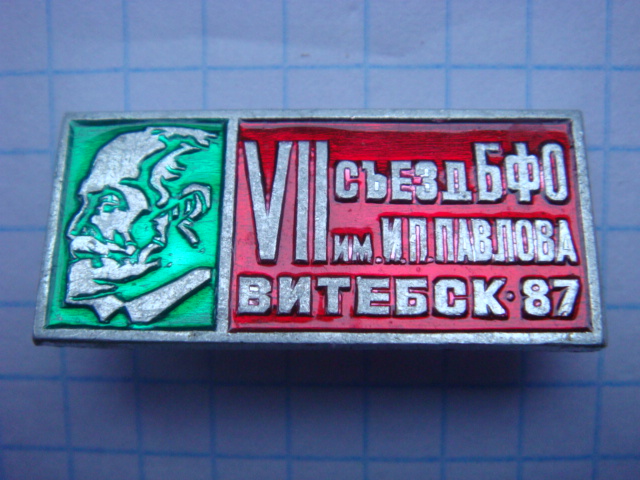 VII СЪЕЗД БФО
ИМ. И.П. ПАВЛОВА
ВИТЕБСК · 87